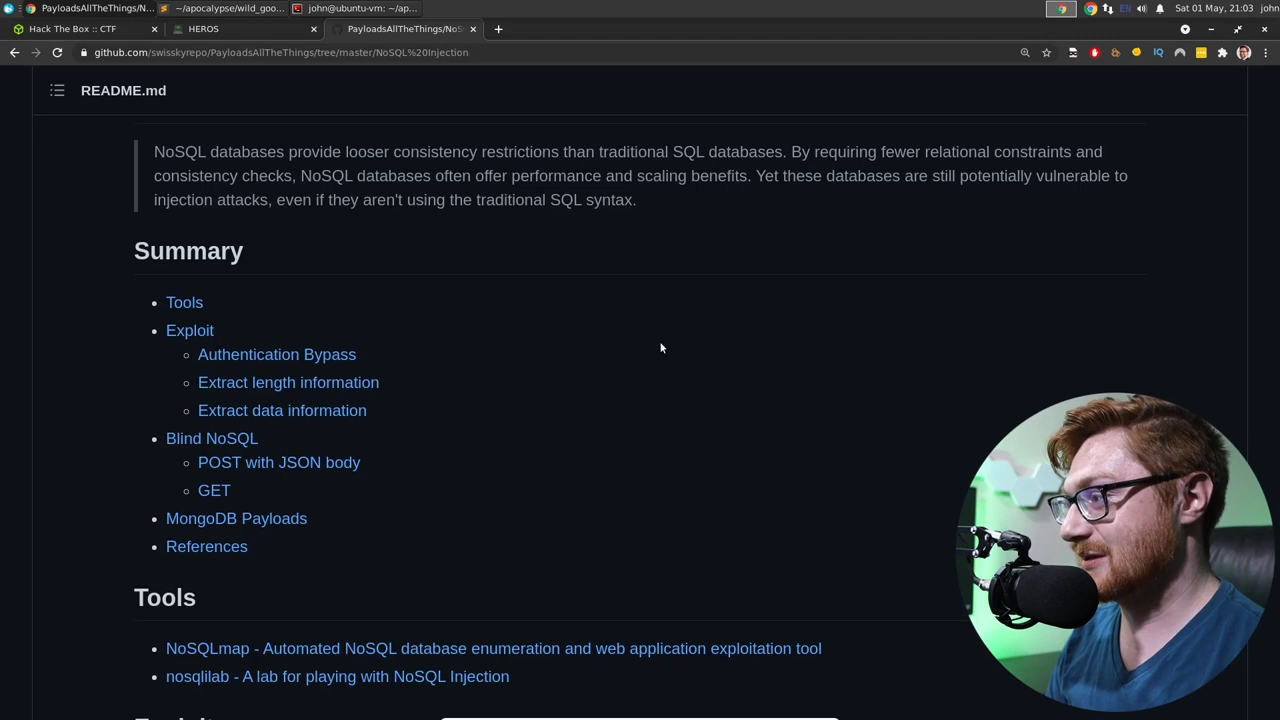 PayloadsAllTheThings/N...
~/apocalypse/wild_goo...
john@ubuntu-vm: ~/ap...
EN
Sat 01 May, 21:03
john
Hack The Box :: CTF
HEROS
PayloadsAllTheThings/NoS
github.com/swisskyrepo/PayloadsAllTheThings/tree/master/NoSQL%20Injection
IQ
README.md
NoSQL databases provide looser consistency restrictions than traditional SQL databases. By requiring fewer relational constraints and
consistency checks, NoSQL databases often offer performance and scaling benefits. Yet these databases are still potentially vulnerable to
injection attacks, even if they aren't using the traditional SQL syntax.
Summary
Tools
Exploit
Authentication Bypass
Extract length information
Extract data information
Blind NoSQL
POST with JSON body
GET
MongoDB Payloads
References
Tools
NoSQLmap - Automated NoSQL database enumeration and web application exploitation tool
nosqlilab - A lab for playing with NoSQL Injection